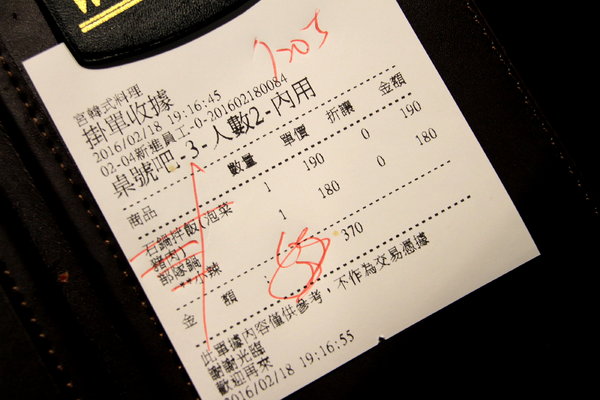 宮韓式料理
掛單收據
2016/02/18 19:16:45
02-04新進員工-0-201602180084
桌號吧:3-人數2-內用
商品 數量 單價 折讓 金額
石鍋拌飯(泡菜 1 190 0 190
豬肉)
部隊鍋 1 180 0 180
**小辣
金 額 370
此單據內容僅供參考，不作為交易憑據
謝謝光臨
歡迎再來
2016/02/18 19:16:55